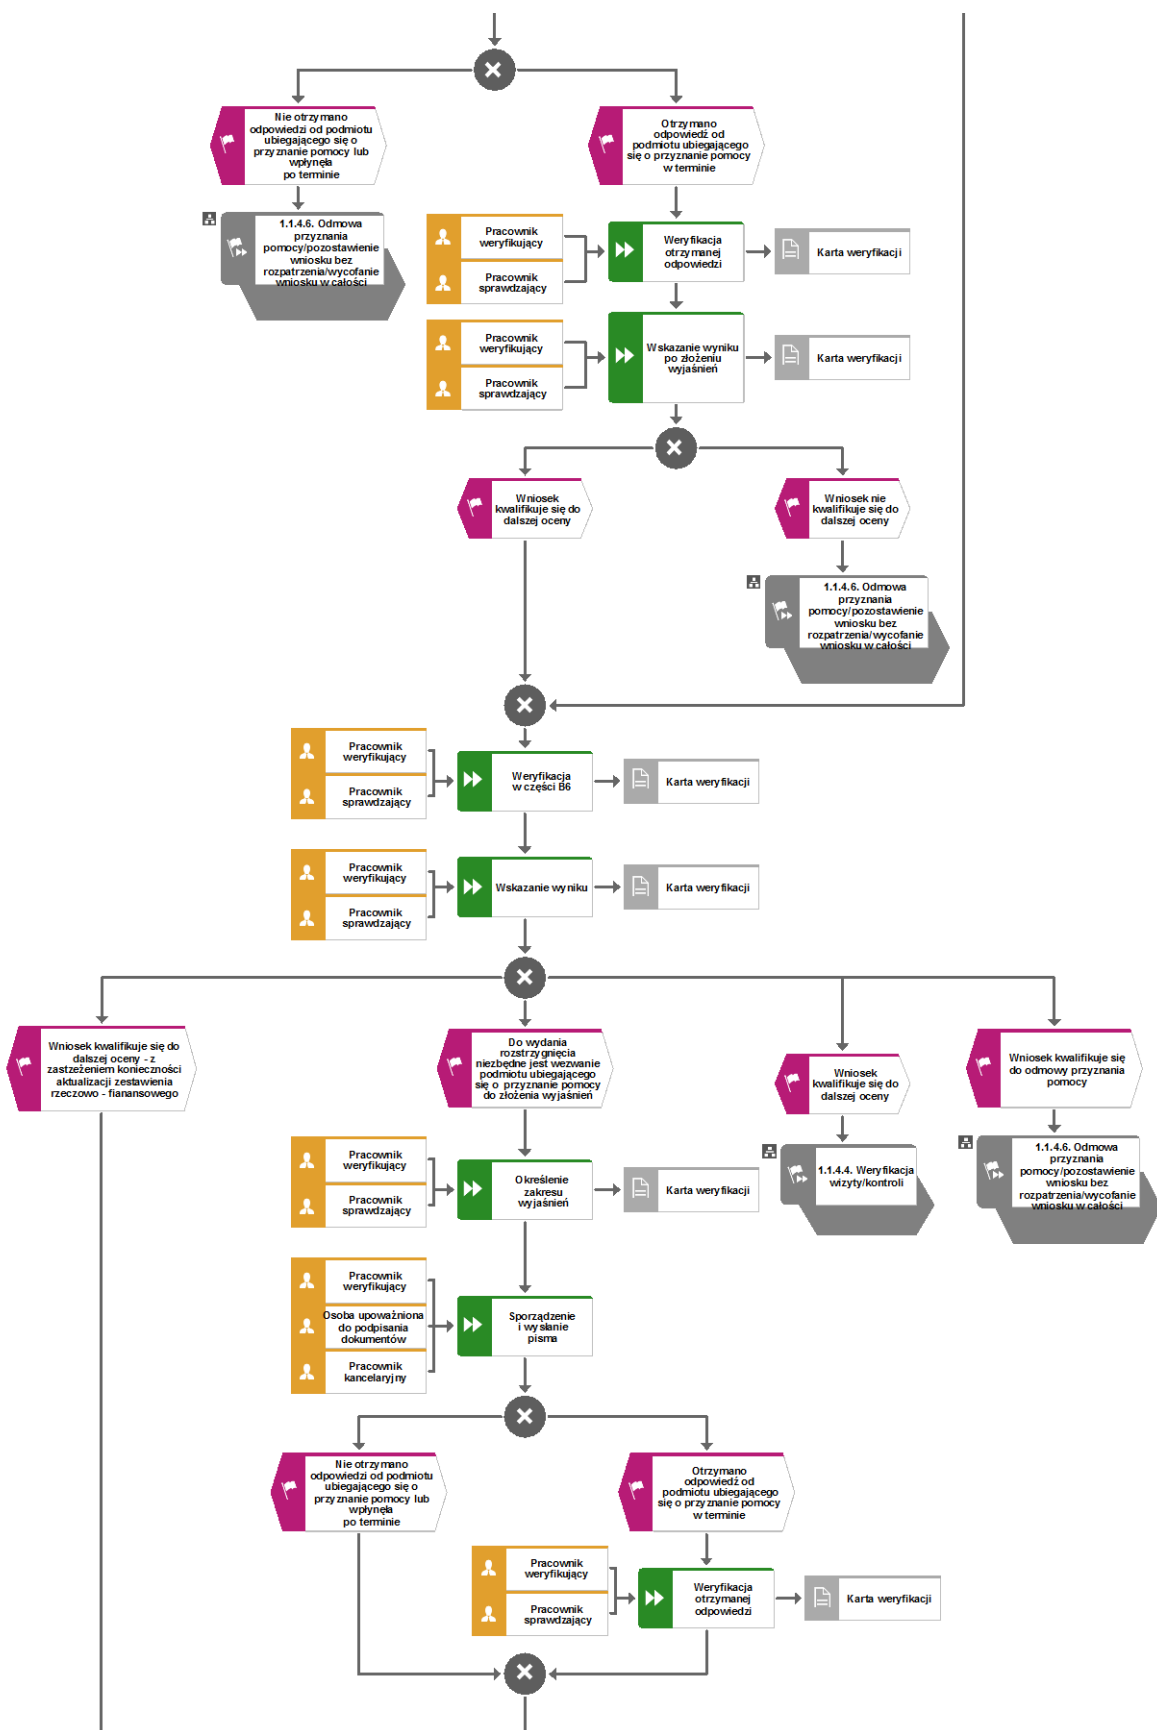 Nie otrzymano
odpowiedzi od podmiotu
ubiegającego się o
przyznanie pomocy lub
wpłynęła
po terminie
Otrzymano
odpowiedź od
podmiotu ubiegającego
się o przyznanie pomocy
w terminie
1.1.4.6. Odmowa
przyznania
pomocy/pozostawienie
wniosku bez
rozpatrzenia/wycofanie
wniosku w całości
Pracownik
weryfikujący
Pracownik
sprawdzający
Weryfikacja
otrzymanej
odpowiedzi
Karta weryfikacji
Pracownik
weryfikujący
Pracownik
sprawdzający
Wskazanie wyniku
po złożeniu
wyjaśnień
Karta weryfikacji
Wniosek
kwalifikuje się do
dalszej oceny
Wniosek nie
kwalifikuje się do
dalszej oceny
1.1.4.6. Odmowa
przyznania
pomocy/pozostawienie
wniosku bez
rozpatrzenia/wycofanie
wniosku w całości
Pracownik
weryfikujący
Pracownik
sprawdzający
Weryfikacja
w części B6
Karta weryfikacji
Pracownik
weryfikujący
Pracownik
sprawdzający
Wskazanie wyniku
Karta weryfikacji
Wniosek kwalifikuje się do
dalszej oceny - z
zastrzeżeniem konieczności
aktualizacji zestawienia
rzeczowo - fianansowego
Do wydania
rozstrzygnięcia
niezbędne jest wezwanie
podmiotu ubiegającego
się o przyznanie pomocy
do złożenia wyjaśnień
Wniosek
kwalifikuje się do
dalszej oceny
Wniosek kwalifikuje się
do odmowy przyznania
pomocy
Pracownik
weryfikujący
Pracownik
sprawdzający
Określenie
zakresu
wyjaśnień
Karta weryfikacji
1.1.4.4. Weryfikacja
wizyty/kontroli
1.1.4.6. Odmowa
przyznania
pomocy/pozostawienie
wniosku bez
rozpatrzenia/wycofanie
wniosku w całości
Pracownik
weryfikujący
Osoba upoważniona
do podpisania
dokumentów
Pracownik
kancelaryjny
Sporządzenie
i wysłanie
pisma
Nie otrzymano
odpowiedzi od podmiotu
ubiegającego się o
przyznanie pomocy lub
wpłynęła
po terminie
Otrzymano
odpowiedź od
podmiotu ubiegającego
się o przyznanie pomocy
w terminie
Pracownik
weryfikujący
Pracownik
sprawdzający
Weryfikacja
otrzymanej
odpowiedzi
Karta weryfikacji